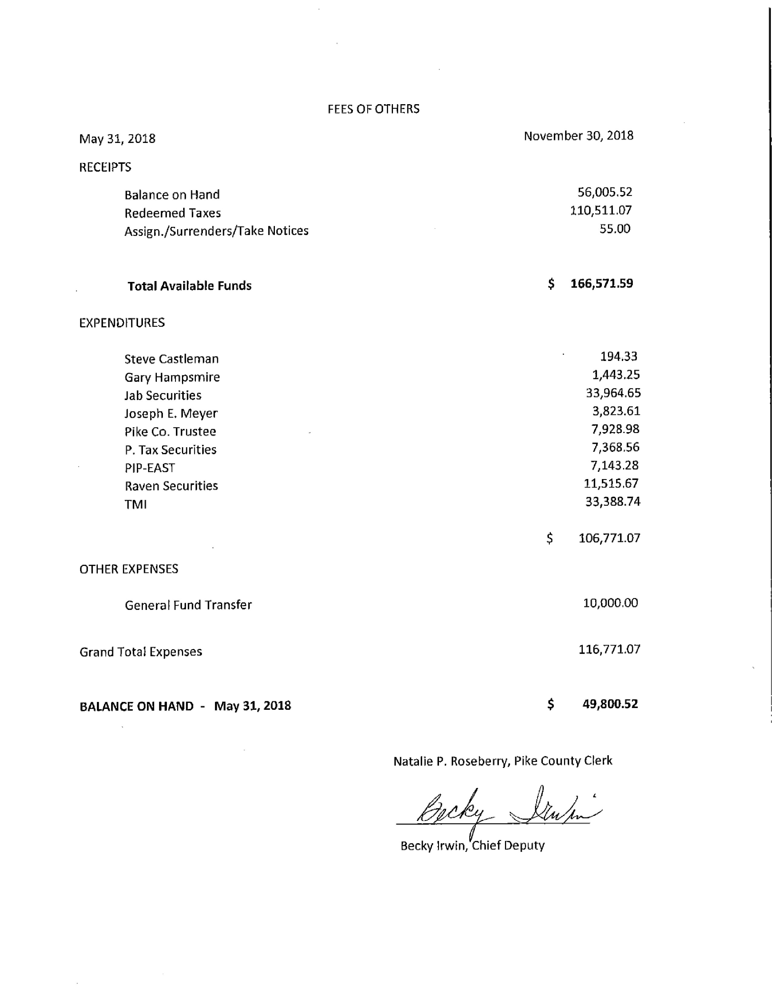 FEES OF OTHERS
May 31, 2018 November 30, 2018
RECEIPTS
Balance on Hand 56,005.52
Redeemed Taxes 110,511.07
Assign./Surrenders/Take Notices 55.00
Total Available Funds $ 166,571.59
EXPENDITURES
Steve Castleman 194.33
Gary Hampsmire 1,443.25
Jab Securities 33,964.65
Joseph E. Meyer 3,823.61
Pike Co. Trustee 7,928.98
P. Tax Securities 7,368.56
PIP-EAST 7,143.28
Raven Securities 11,515.67
TMI 33,388.74
$ 106,771.07
OTHER EXPENSES
General Fund Transfer 10,000.00
Grand Total Expenses 116,771.07
BALANCE ON HAND - May 31, 2018 $ 49,800.52
Natalie P. Roseberry, Pike County Clerk
Becky Irwin
Becky Irwin, Chief Deputy